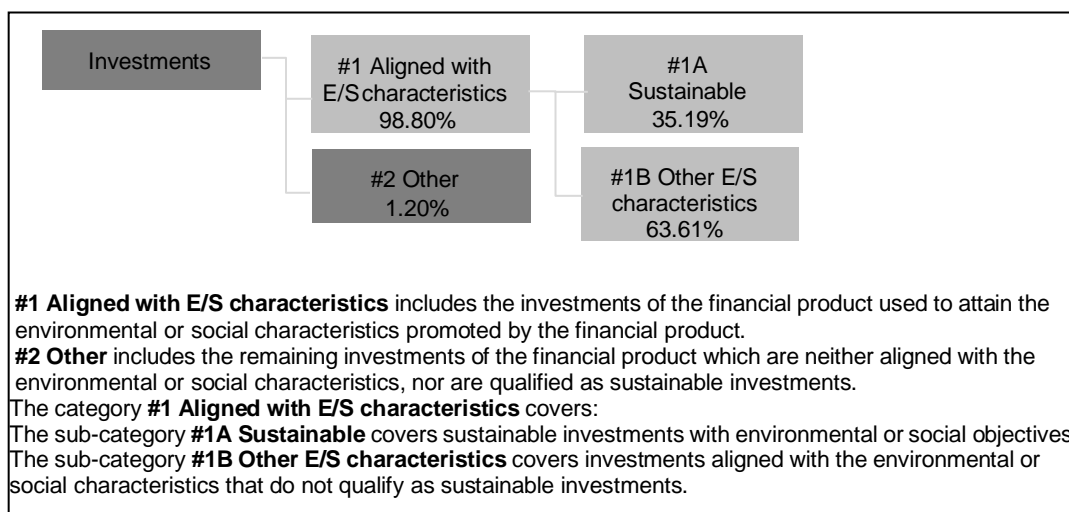 Investments
#1 Aligned with
E/S characteristics
98.80%
#1A
Sustainable
35.19%
#2 Other
1.20%
#1B Other E/S
characteristics
63.61%
#1 Aligned with E/S characteristics includes the investments of the financial product used to attain the
environmental or social characteristics promoted by the financial product.
#2 Other includes the remaining investments of the financial product which are neither aligned with the
environmental or social characteristics, nor are qualified as sustainable investments.
The category #1 Aligned with E/S characteristics covers:
The sub-category #1A Sustainable covers sustainable investments with environmental or social objectives
The sub-category #1B Other E/S characteristics covers investments aligned with the environmental or
social characteristics that do not qualify as sustainable investments.